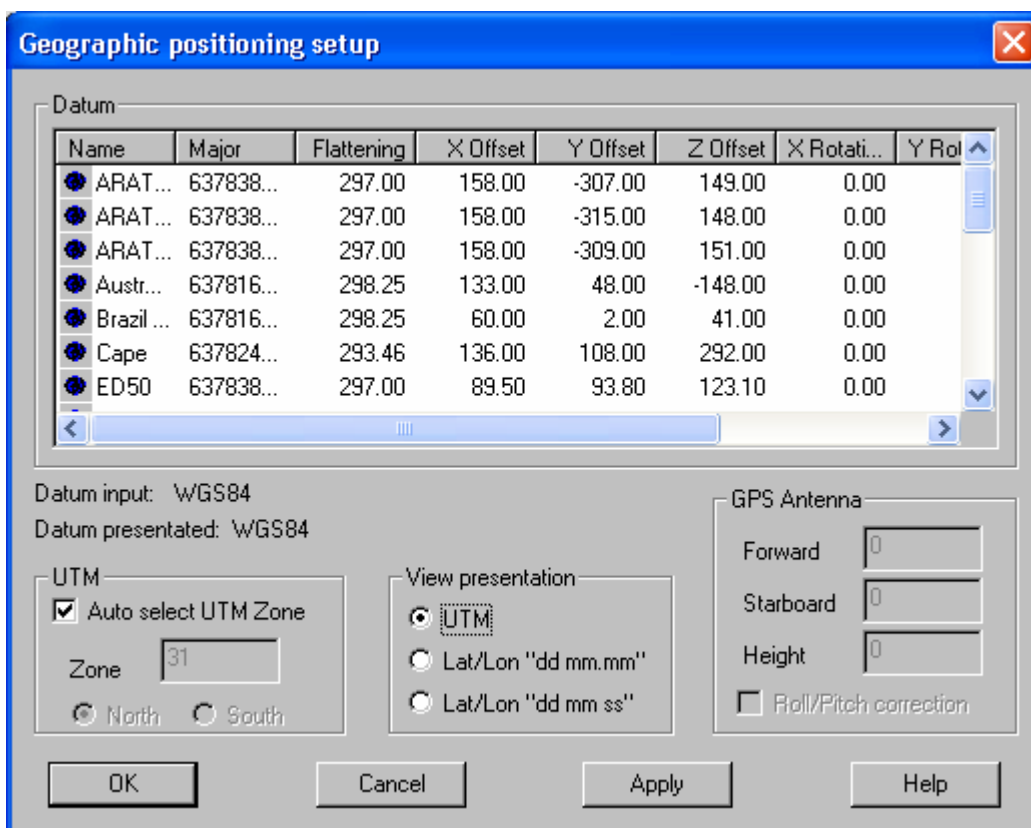 Geographic positioning setup
Datum
Name Major Flattening X Offset Y Offset Z Offset X Rotati... Y Rol
ARAT... 637838... 297.00 158.00 -307.00 149.00 0.00
ARAT... 637838... 297.00 158.00 -315.00 148.00 0.00
ARAT... 637838... 297.00 158.00 -309.00 151.00 0.00
Austr... 637816... 298.25 133.00 48.00 -148.00 0.00
Brazil ... 637816... 298.25 60.00 2.00 41.00 0.00
Cape 637824... 293.46 136.00 108.00 292.00 0.00
ED50 637838... 297.00 89.50 93.80 123.10 0.00
Datum input: WGS84
Datum presentated: WGS84
UTM
Auto select UTM Zone
Zone 31
North South
View presentation
UTM
Lat/Lon "dd mm.mm"
Lat/Lon "dd mm ss"
GPS Antenna
Forward 0
Starboard 0
Height 0
Roll/Pitch correction
OK Cancel Apply Help